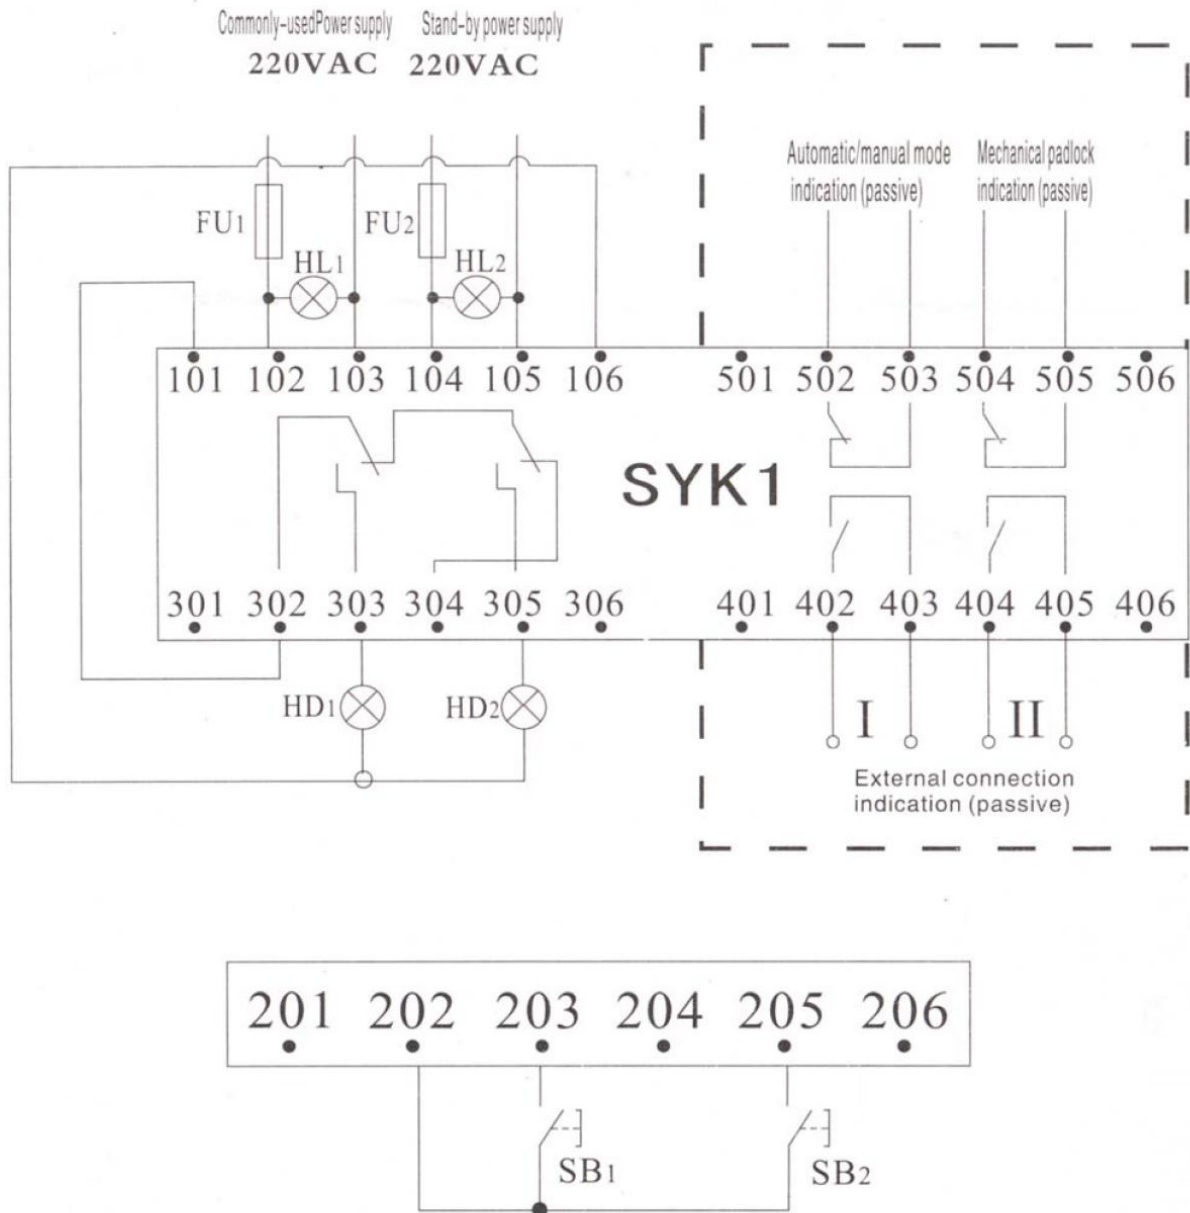 Commonly-usedPower supply Stand-by power supply
220VAC 220VAC
Automatic/manual mode Mechanical padlock
indication (passive) indication (passive)
FU1 FU2
HL1 HL2
101 102 103 104 105 106 501 502 503 504 505 506
SYK1
301 302 303 304 305 306 401 402 403 404 405 406
HD1 HD2 I II
External connection
indication (passive)
201 202 203 204 205 206
SB1 SB2